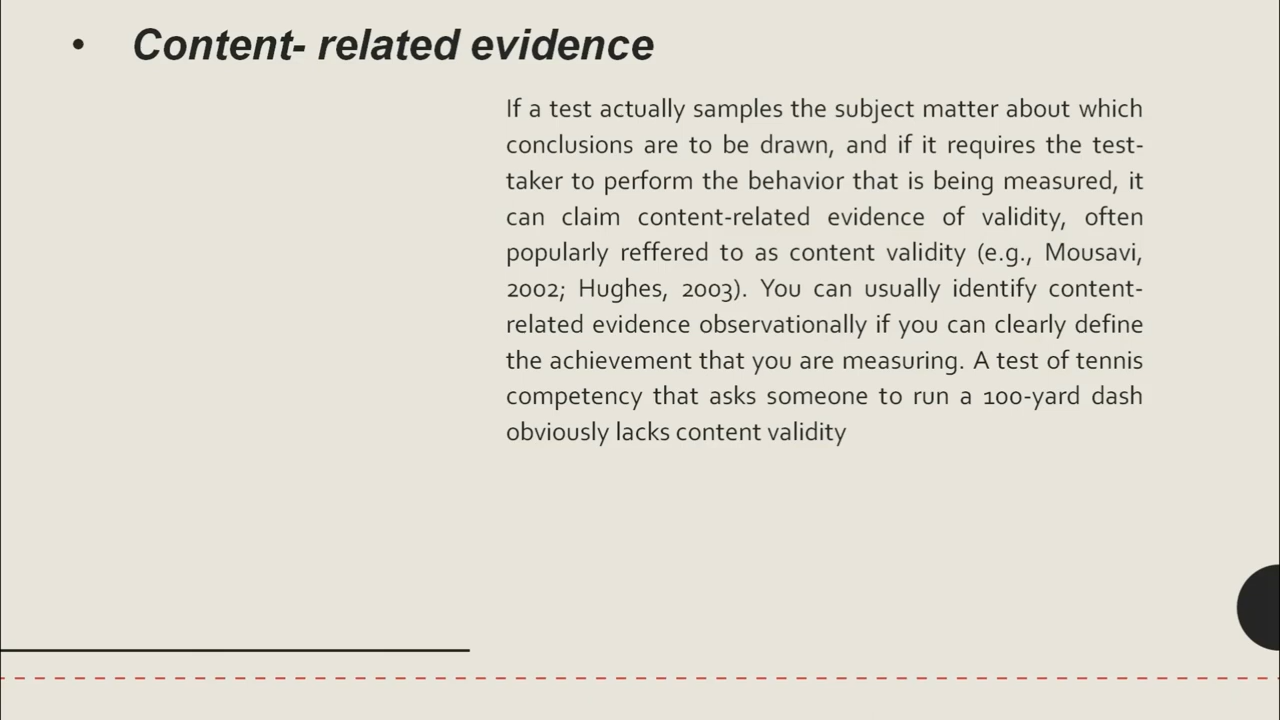 • Content- related evidence
If a test actually samples the subject matter about which
conclusions are to be drawn, and if it requires the test-
taker to perform the behavior that is being measured, it
can claim content-related evidence of validity, often
popularly reffered to as content validity (e.g., Mousavi,
2002; Hughes, 2003). You can usually identify content-
related evidence observationally if you can clearly define
the achievement that you are measuring. A test of tennis
competency that asks someone to run a 100-yard dash
obviously lacks content validity